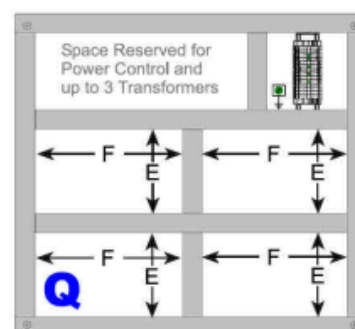 Space Reserved for
Power Control and
up to 3 Transformers
F
E
F
E
F
E
F
E
Q